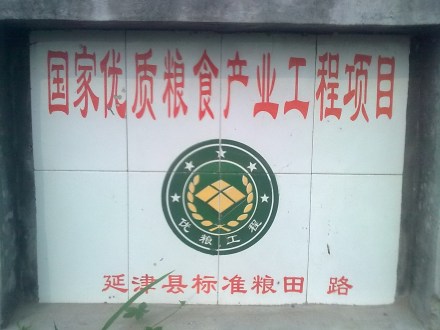 国家优质粮食产业工程项目
优粮工程
延津县标准粮田 路